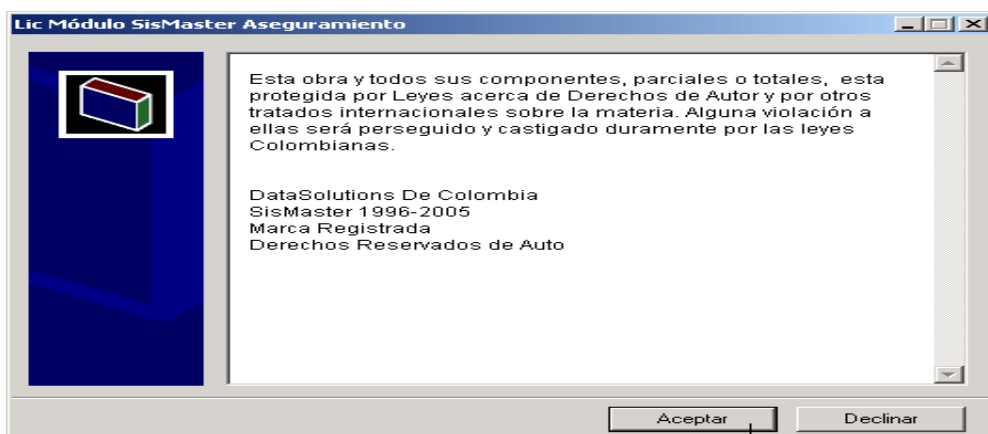 Lic Módulo SisMaster Aseguramiento
Esta obra y todos sus componentes, parciales o totales, esta
protegida por Leyes acerca de Derechos de Autor y por otros
tratados internacionales sobre la materia. Alguna violación a
ellas será perseguido y castigado duramente por las leyes
Colombianas.
DataSolutions De Colombia
SisMaster 1996-2005
Marca Registrada
Derechos Reservados de Auto
Aceptar
Declinar